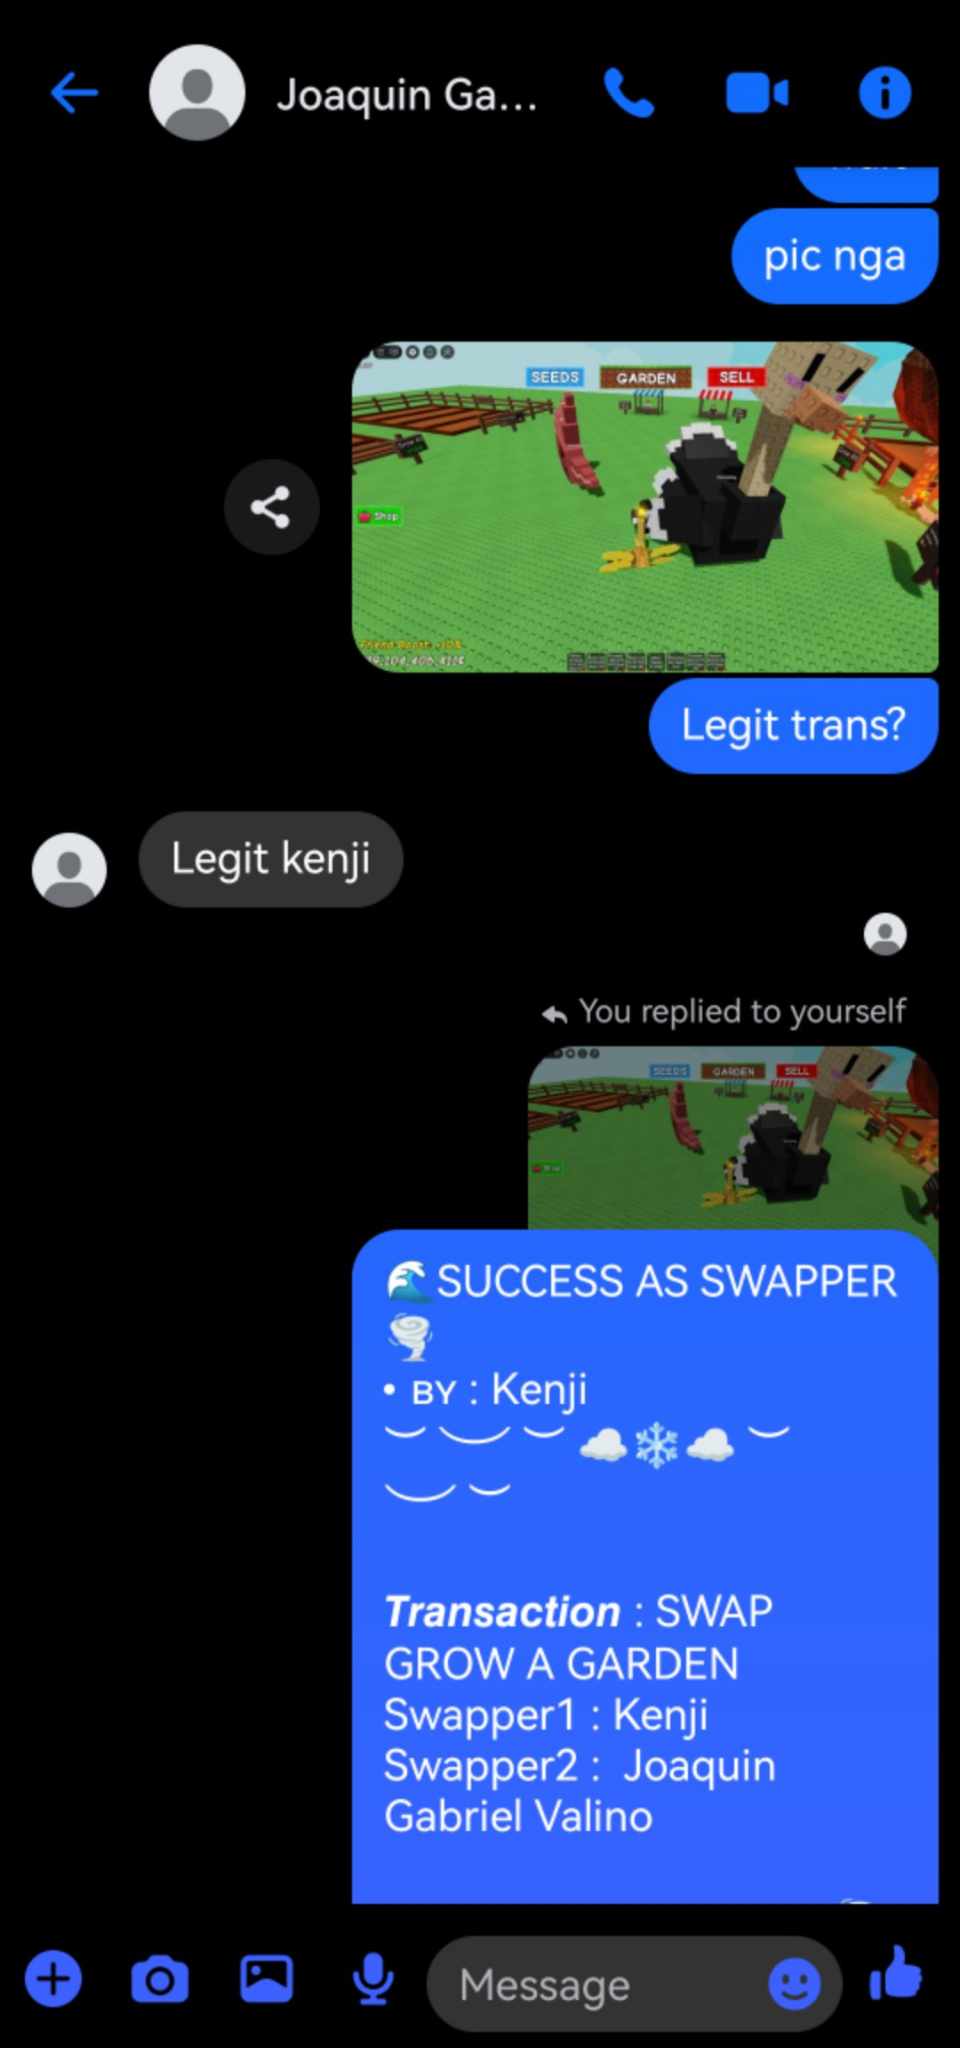 Joaquin Ga...
pic nga
SEEDS
GARDEN
SELL
Shop
Legit trans?
Legit kenji
You replied to yourself
SEEDS
GARDEN
SELL
🌊SUCCESS AS SWAPPER
🌪️
• ʙʏ : Kenji
︶ ⏝ ︶ ☁️❄️☁️ ︶
⏝ ︶
Transaction : SWAP
GROW A GARDEN
Swapper1 : Kenji
Swapper2 :  Joaquin
Gabriel Valino
Message